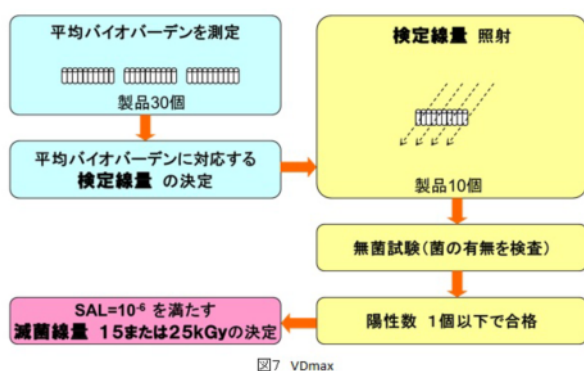 平均バイオバーデンを測定
製品30個
平均バイオバーデンに対応する
検定線量 の決定
検定線量 照射
製品10個
無菌試験(菌の有無を検査)
陽性数 1個以下で合格
SAL=10⁻⁶ を満たす
滅菌線量 15または25kGyの決定
図7 VDmax